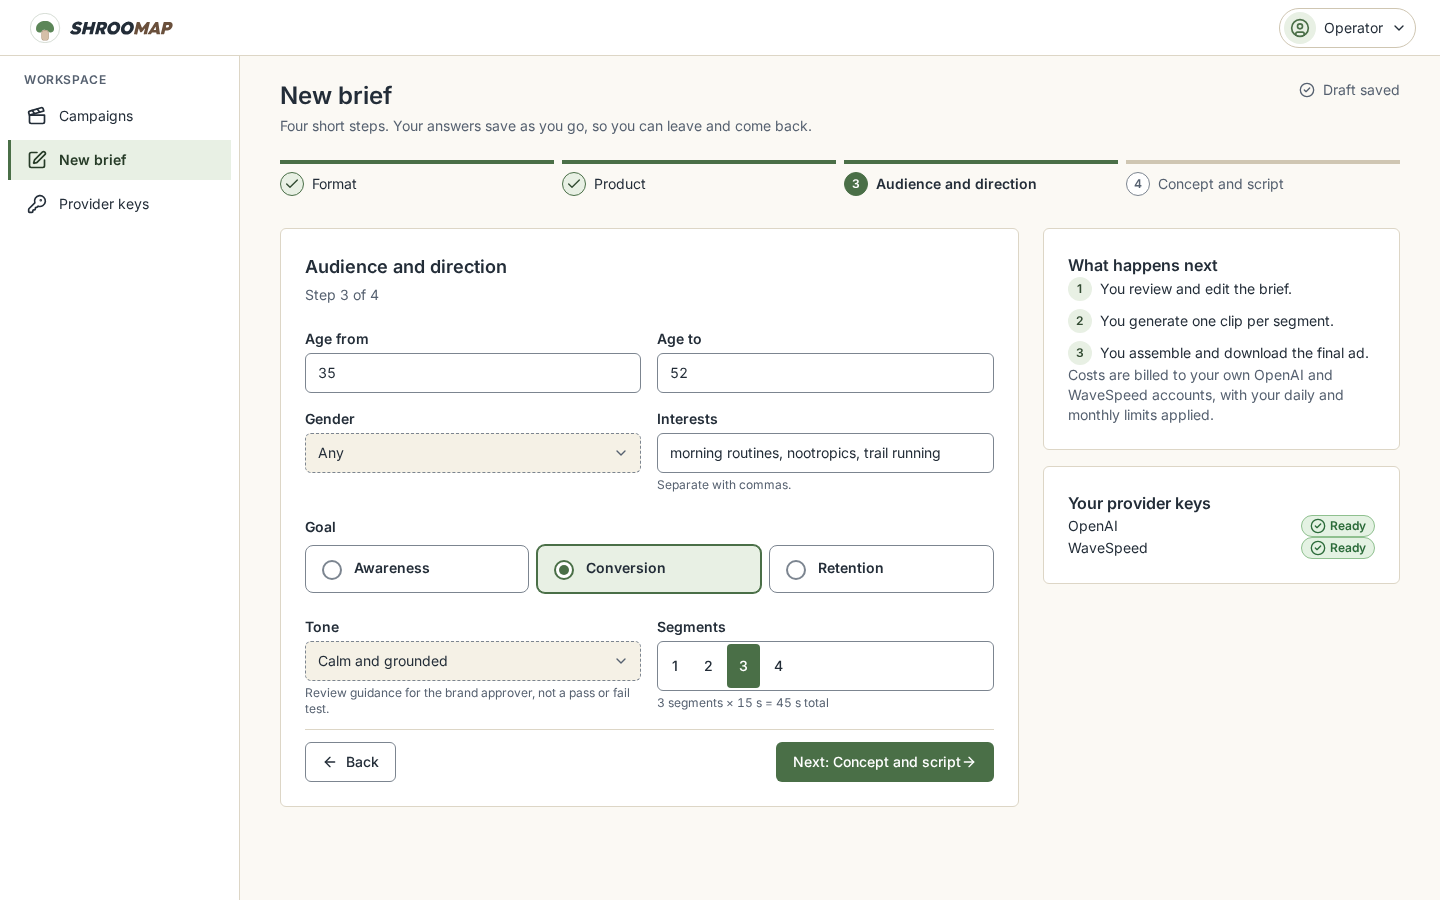 SHROOMAP
Operator
WORKSPACE
Campaigns
New brief
Provider keys
New brief
Four short steps. Your answers save as you go, so you can leave and come back.
Draft saved
Format
Product
3 Audience and direction
4 Concept and script
Audience and direction
Step 3 of 4
Age from
35
Age to
52
Gender
Any
Interests
morning routines, nootropics, trail running
Separate with commas.
Goal
Awareness
Conversion
Retention
Tone
Calm and grounded
Review guidance for the brand approver, not a pass or fail
test.
Segments
1 2 3 4
3 segments × 15 s = 45 s total
Back
Next: Concept and script
What happens next
1 You review and edit the brief.
2 You generate one clip per segment.
3 You assemble and download the final ad.
Costs are billed to your own OpenAI and
WaveSpeed accounts, with your daily and
monthly limits applied.
Your provider keys
OpenAI Ready
WaveSpeed Ready